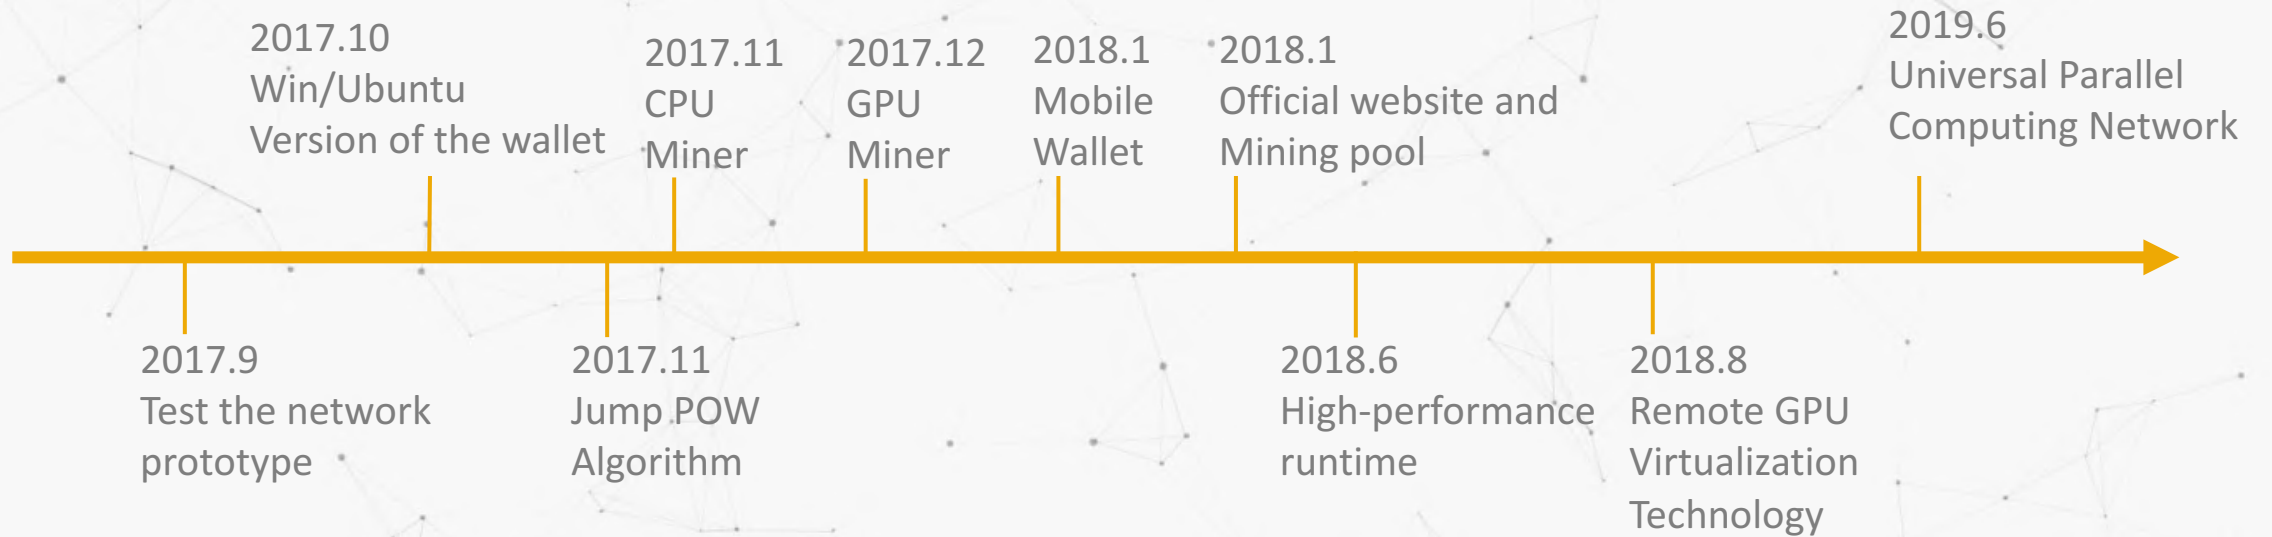 2017.10
Win/Ubuntu
Version of the wallet
2017.11
CPU
Miner
2017.12
GPU
Miner
2018.1
Mobile
Wallet
2018.1
Official website and
Mining pool
2019.6
Universal Parallel
Computing Network
2017.9
Test the network
prototype
2017.11
Jump POW
Algorithm
2018.6
High-performance
runtime
2018.8
Remote GPU
Virtualization
Technology